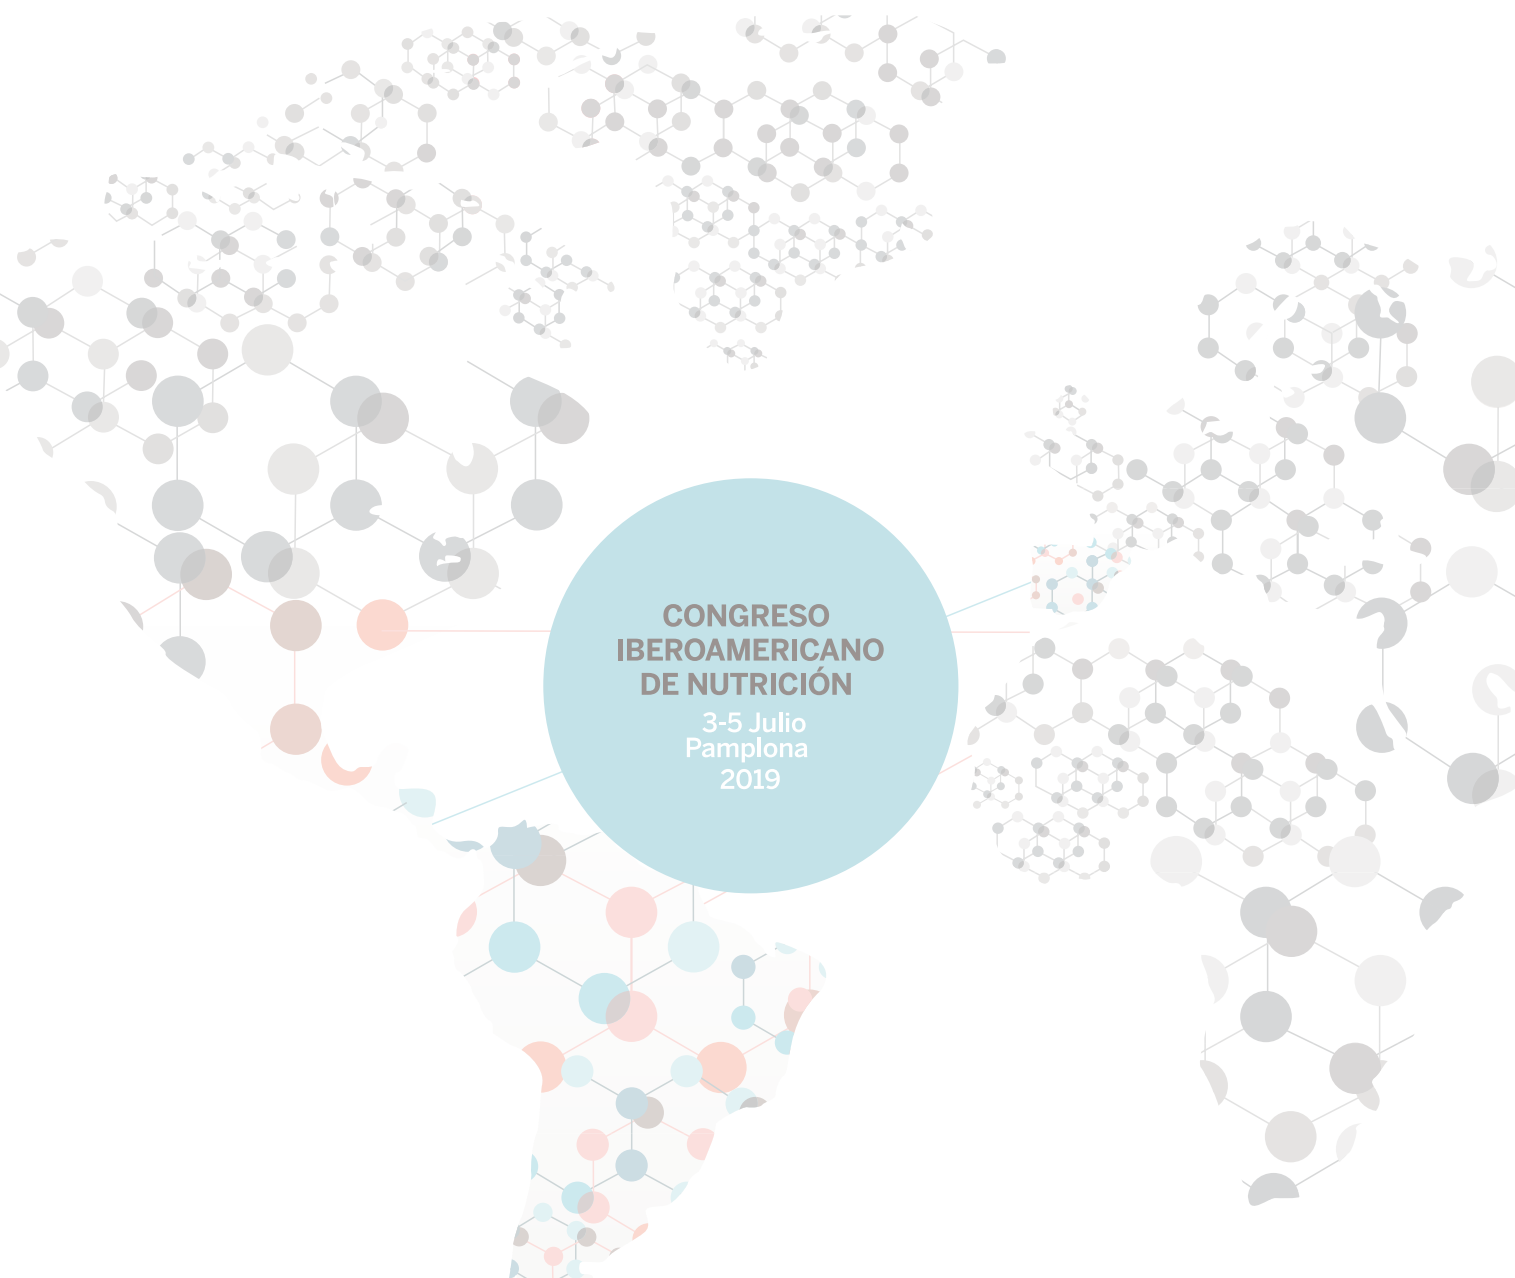 CONGRESO
IBEROAMERICANO
DE NUTRICIÓN
3-5 Julio
Pamplona
2019